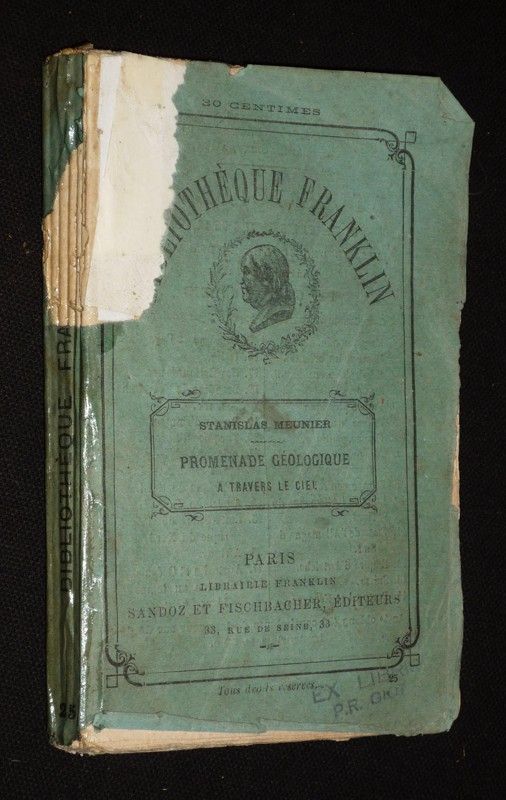 30 CENTIMES
BLIOTHÈQUE FRANKLIN
STANISLAS MEUNIER
PROMENADE GÉOLOGIQUE
A TRAVERS LE CIEL
PARIS
LIBRAIRIE FRANKLIN
SANDOZ ET FISCHBACHER, ÉDITEURS
33, RUE DE SEINE, 33
Tous droits réservés.
25
EX LIB
P.R.
BIBLIOTHÈQUE FRA
25